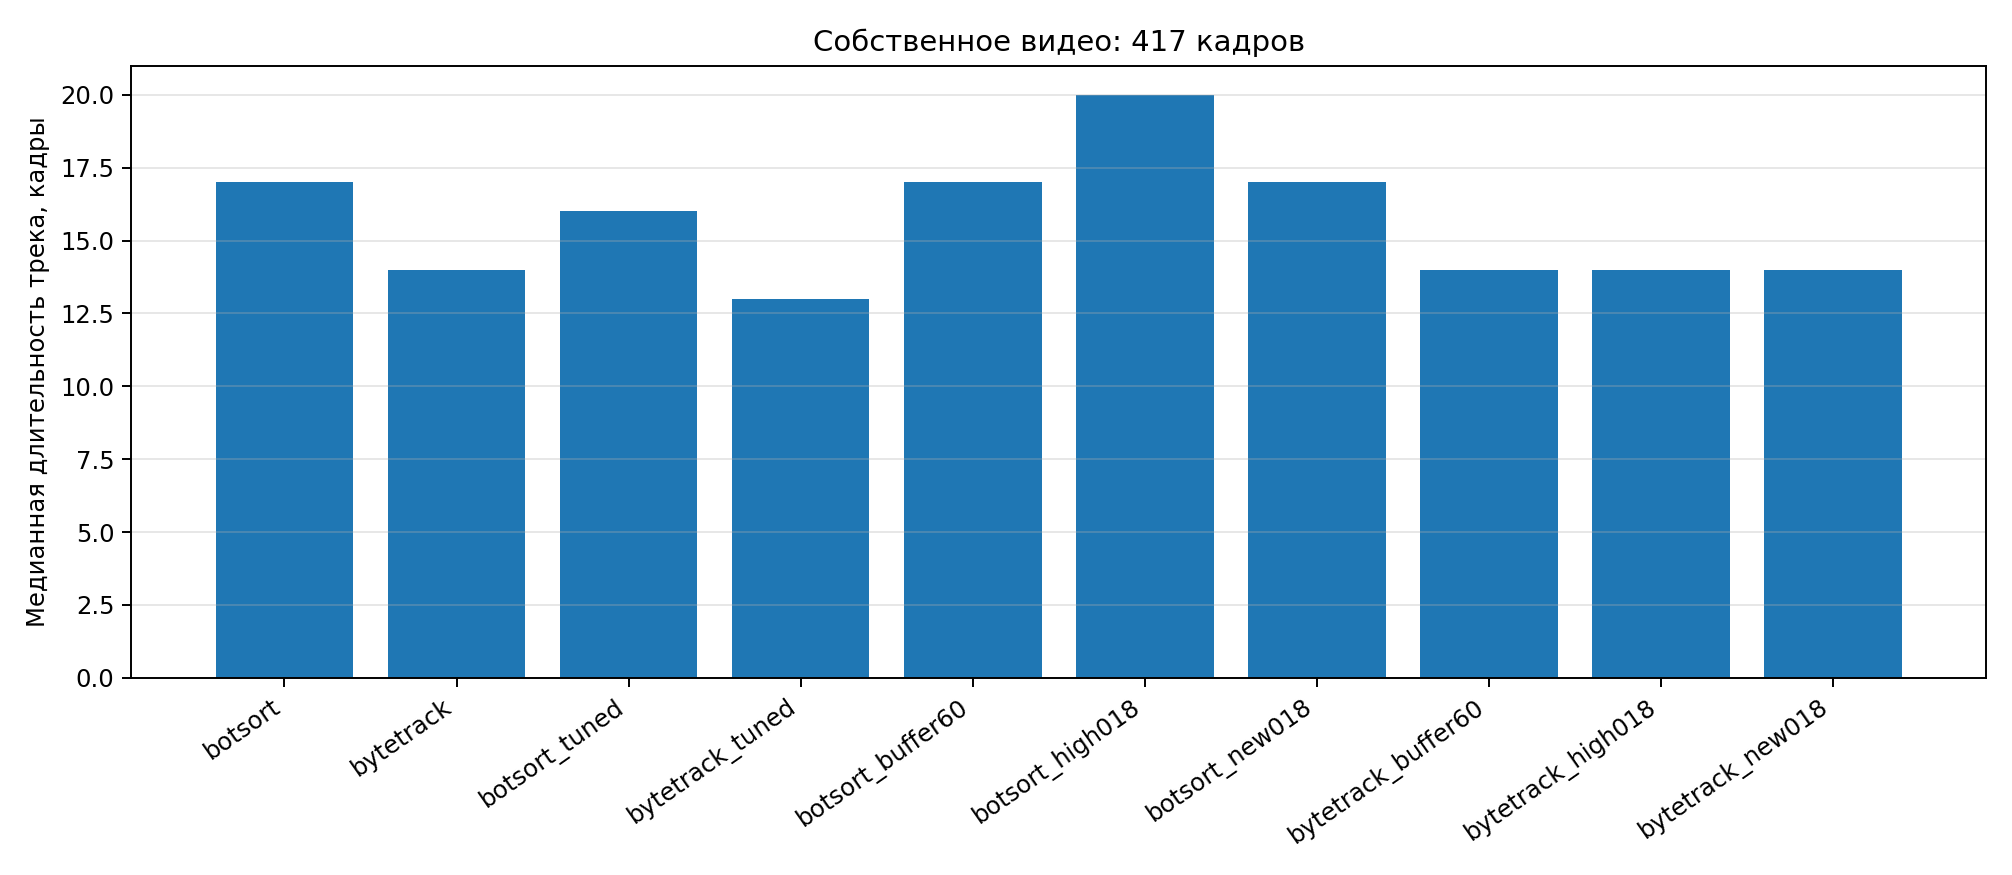 Собственное видео: 417 кадров
Медианная длительность трека, кадры
20.0
17.5
15.0
12.5
10.0
7.5
5.0
2.5
0.0
botsort
bytetrack
botsort_tuned
bytetrack_tuned
botsort_buffer60
botsort_high018
botsort_new018
bytetrack_buffer60
bytetrack_high018
bytetrack_new018